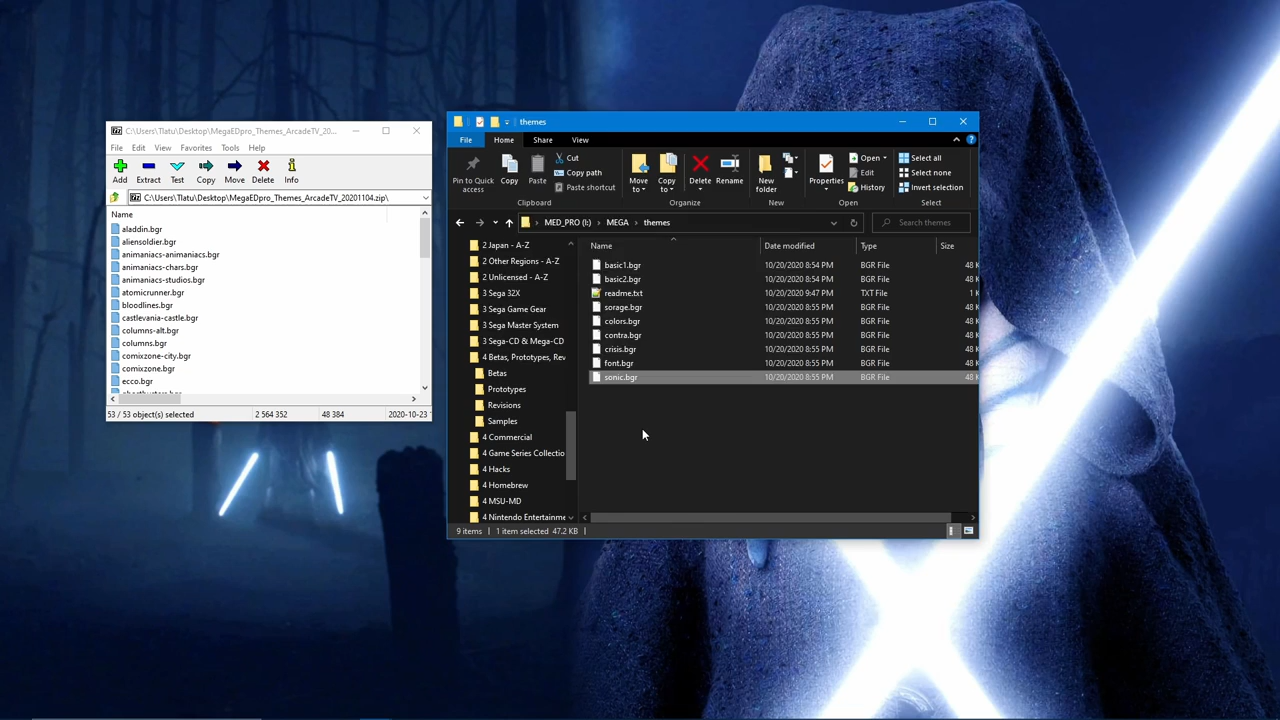 C:\Users\Tlatu\Desktop\MegaEDpro_Themes_ArcadeTV_20...
File Edit View Favorites Tools Help
Add Extract Test Copy Move Delete Info
C:\Users\Tlatu\Desktop\MegaEDpro_Themes_ArcadeTV_20201104.zip\
Name
aladdin.bgr
aliensoldier.bgr
animaniacs-animaniacs.bgr
animaniacs-chars.bgr
animaniacs-studios.bgr
atomicrunner.bgr
bloodlines.bgr
castlevania-castle.bgr
columns-alt.bgr
columns.bgr
comixzone-city.bgr
comixzone.bgr
ecco.bgr
53 / 53 object(s) selected 2 564 352 48 384 2020-10-23
themes
File Home Share View
Pin to Quick access
Copy
Paste
Cut
Copy path
Paste shortcut
Clipboard
Move to
Copy to
Delete
Rename
Organize
New folder
New
Properties
Open
Edit
History
Open
Select all
Select none
Invert selection
Select
MED_PRO (I:) MEGA themes
Search themes
2 Japan - A-Z
2 Other Regions - A-Z
2 Unlicensed - A-Z
3 Sega 32X
3 Sega Game Gear
3 Sega Master System
3 Sega-CD & Mega-CD
4 Betas, Prototypes, Rev
Betas
Prototypes
Revisions
Samples
4 Commercial
4 Game Series Collectio
4 Hacks
4 Homebrew
4 MSU-MD
4 Nintendo Entertainme
Name Date modified Type Size
basic1.bgr 10/20/2020 8:54 PM BGR File 48 K
basic2.bgr 10/20/2020 8:54 PM BGR File 48 K
readme.txt 10/20/2020 9:47 PM TXT File 1 K
sorage.bgr 10/20/2020 8:55 PM BGR File 48 K
colors.bgr 10/20/2020 8:55 PM BGR File 48 K
contra.bgr 10/20/2020 8:55 PM BGR File 48 K
crisis.bgr 10/20/2020 8:55 PM BGR File 48 K
font.bgr 10/20/2020 8:55 PM BGR File 48 K
sonic.bgr 10/20/2020 8:55 PM BGR File 48 K
9 items 1 item selected 47.2 KB